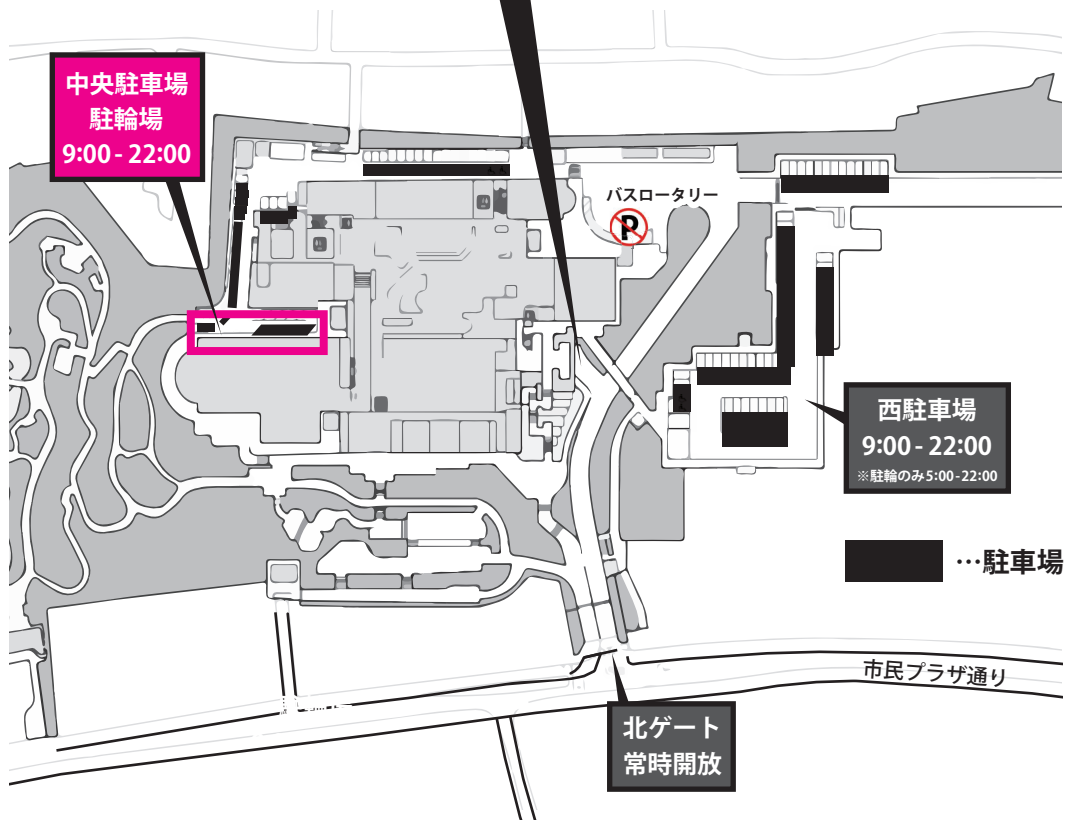 中央駐車場
駐輪場
9:00 - 22:00
バスロータリー
P
西駐車場
9:00 - 22:00
※駐輪のみ5:00-22:00
…駐車場
市民プラザ通り
北ゲート
常時開放